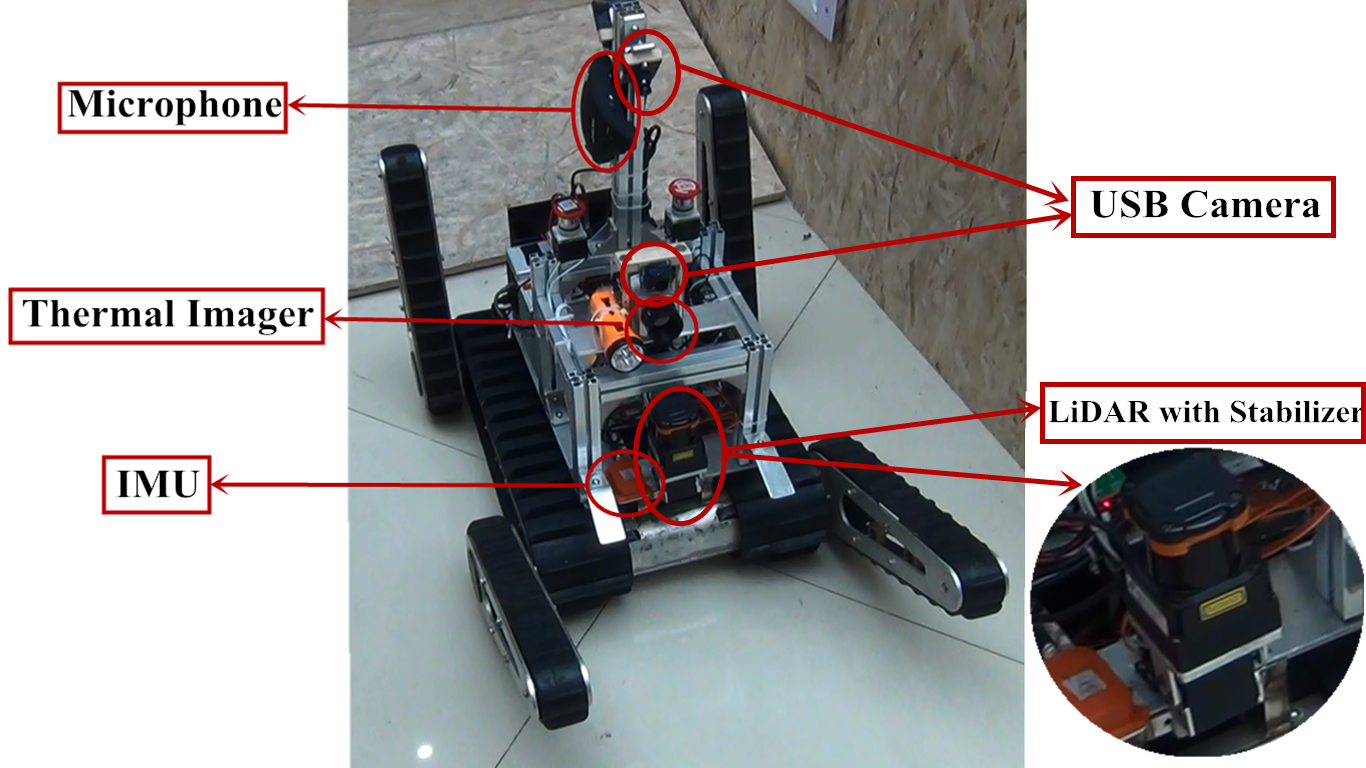 Microphone
USB Camera
Thermal Imager
LiDAR with Stabilizer
IMU